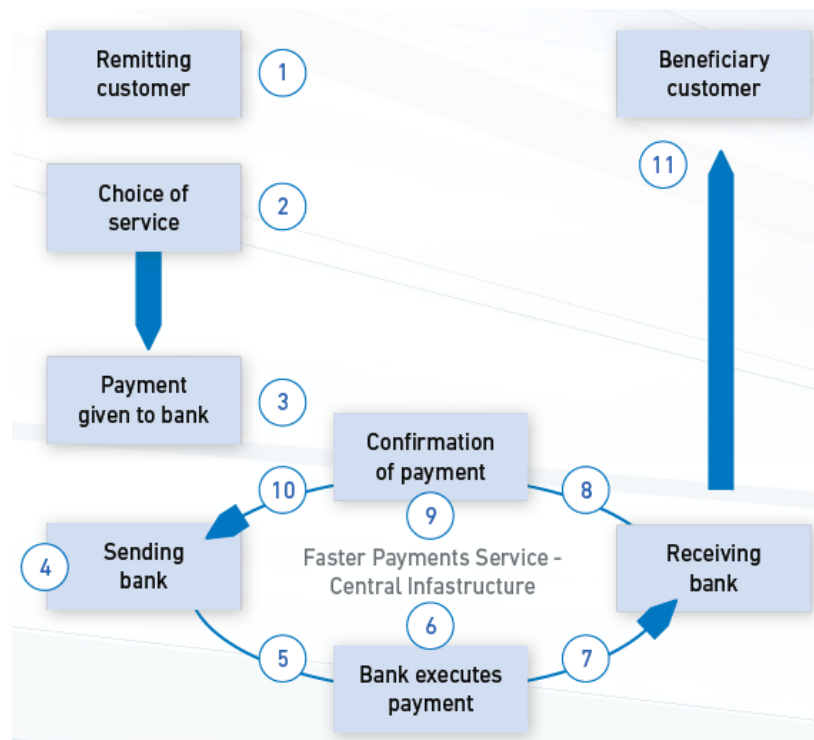 Remitting
customer
1
Beneficiary
customer
11
Choice of
service
2
Payment
given to bank
3
Confirmation
of payment
10
8
9
4
Sending
bank
Faster Payments Service -
Central Infastructure
Receiving
bank
6
5
7
Bank executes
payment